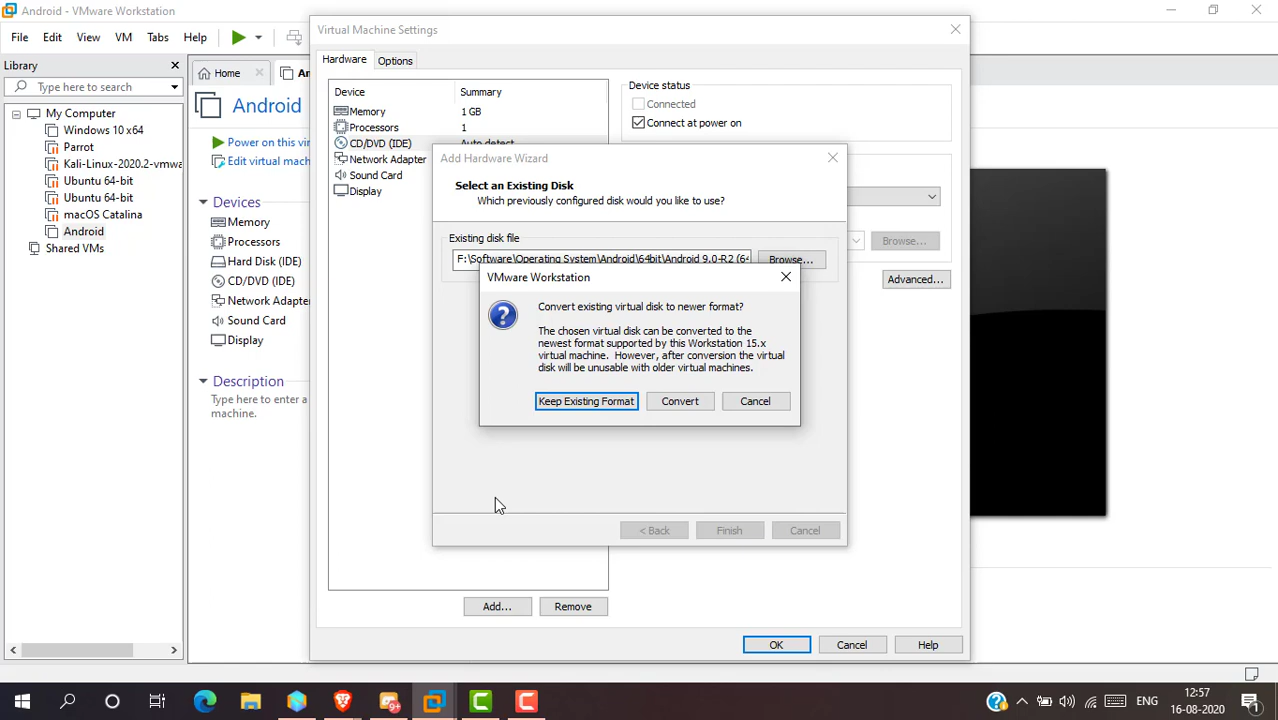 Android - VMware Workstation
File Edit View VM Tabs Help
Library
Type here to search
My Computer
Windows 10 x64
Parrot
Kali-Linux-2020.2-vmwa
Ubuntu 64-bit
Ubuntu 64-bit
macOS Catalina
Android
Shared VMs
Home
An
Android
Power on this vir
Edit virtual mach
Devices
Memory
Processors
Hard Disk (IDE)
CD/DVD (IDE)
Network Adapte
Sound Card
Display
Description
Type here to enter a
machine.
Virtual Machine Settings
Hardware Options
Device Summary
Memory 1 GB
Processors 1
CD/DVD (IDE) Auto detect
Network Adapter
Sound Card
Display
Device status
Connected
Connect at power on
Browse...
Advanced...
Add Hardware Wizard
Select an Existing Disk
Which previously configured disk would you like to use?
Existing disk file
F:\Software\Operating System\Android\64bit\Android 9.0-R2 (64 Browse...
VMware Workstation
Convert existing virtual disk to newer format?
The chosen virtual disk can be converted to the
newest format supported by this Workstation 15.x
virtual machine. However, after conversion the virtual
disk will be unusable with older virtual machines.
Keep Existing Format Convert Cancel
< Back Finish Cancel
Add... Remove
OK Cancel Help
9+
ENG
12:57
16-08-2020
1